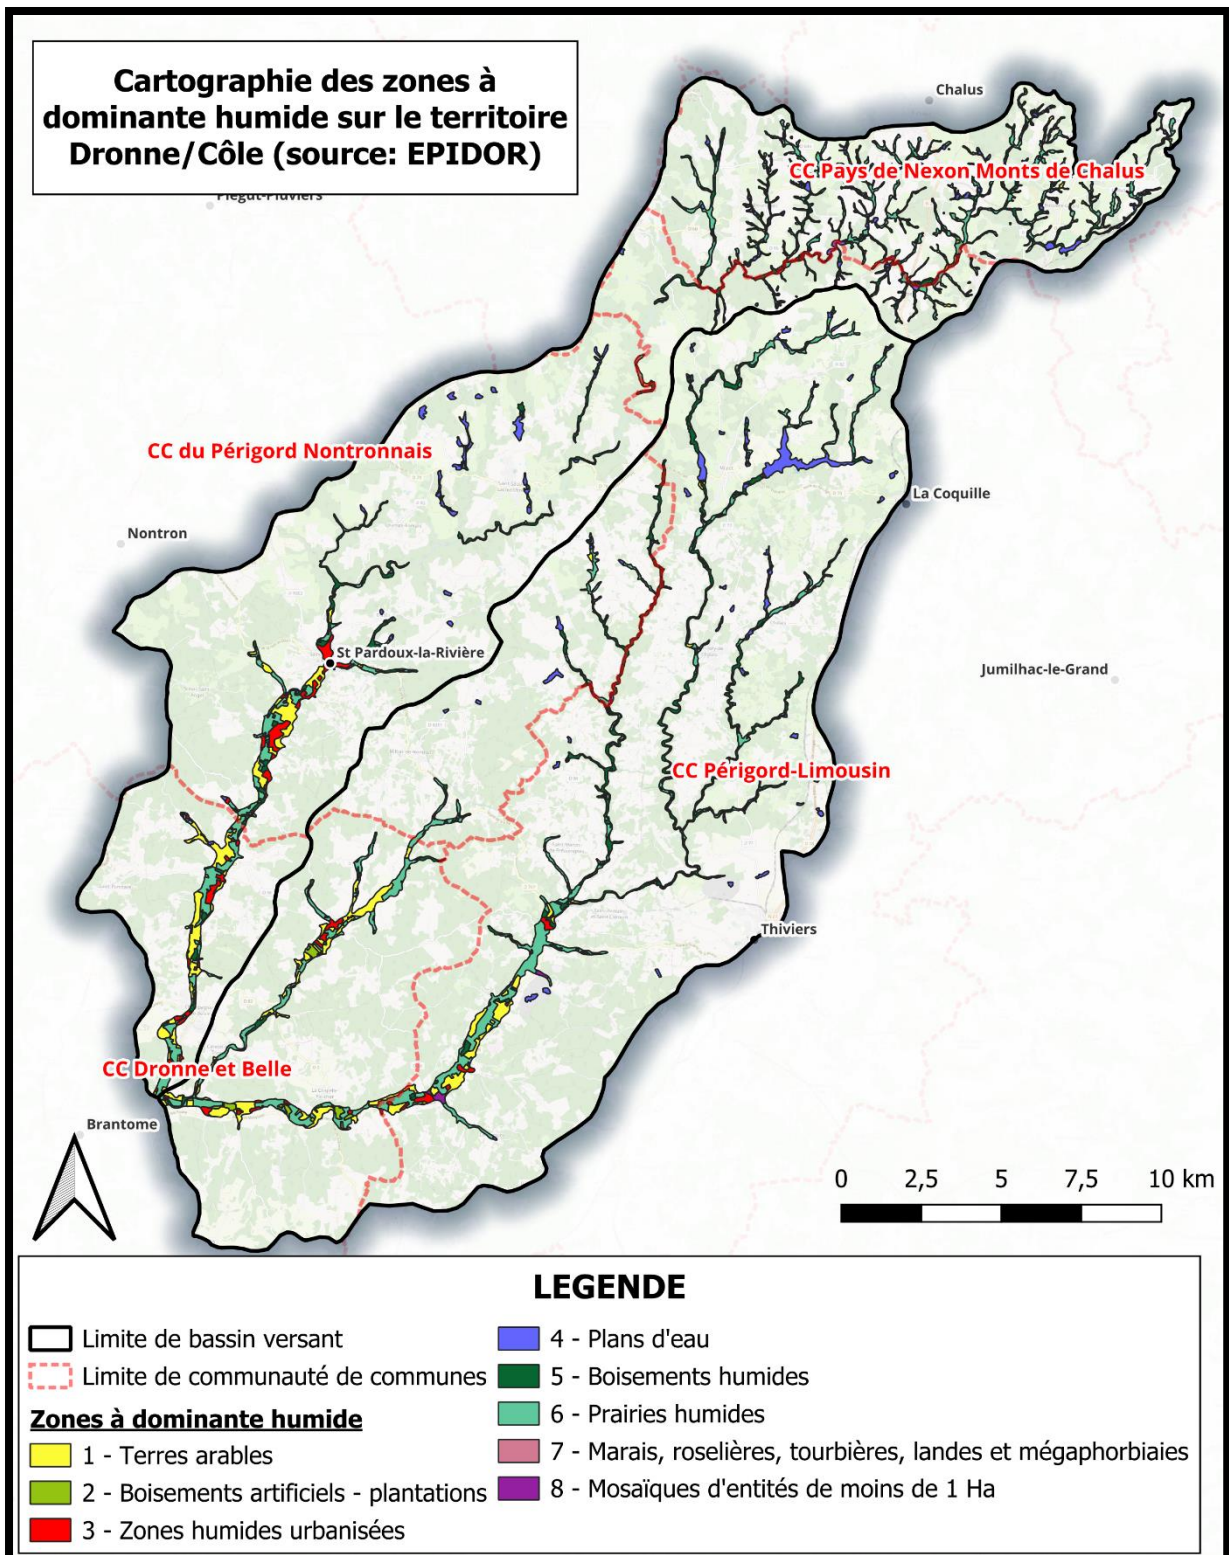 Cartographie des zones à
dominante humide sur le territoire
Dronne/Côle (source: EPIDOR)
Chalus
CC Pays de Nexon Monts de Chalus
Piégut-Pluviers
CC du Périgord Nontronnais
La Coquille
Nontron
St Pardoux-la-Rivière
Jumilhac-le-Grand
CC Périgord-Limousin
Thiviers
CC Dronne et Belle
Brantome
0 2,5 5 7,5 10 km
LEGENDE
Limite de bassin versant
Limite de communauté de communes
Zones à dominante humide
1 - Terres arables
2 - Boisements artificiels - plantations
3 - Zones humides urbanisées
4 - Plans d'eau
5 - Boisements humides
6 - Prairies humides
7 - Marais, roselières, tourbières, landes et mégaphorbiaies
8 - Mosaïques d'entités de moins de 1 Ha